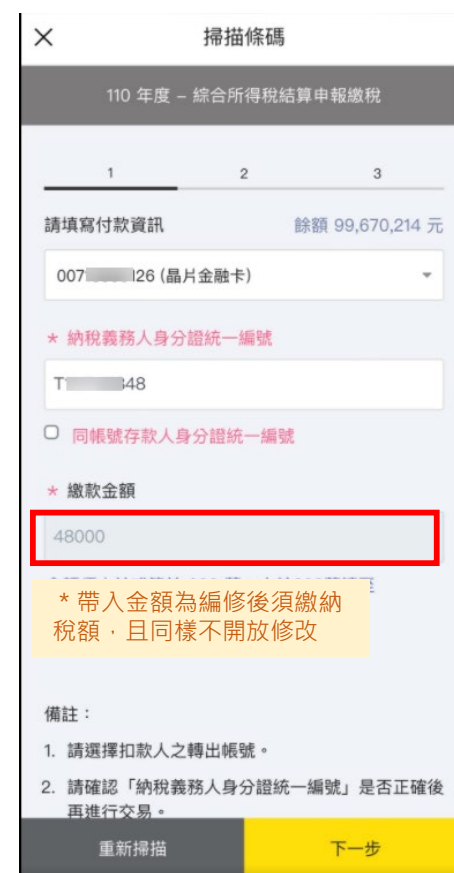 × 掃描條碼
110 年度 – 綜合所得稅結算申報繳稅
1 2 3
請填寫付款資訊 餘額 99,670,214 元
007 126 (晶片金融卡)
* 納稅義務人身分證統一編號
T 348
同帳號存款人身分證統一編號
* 繳款金額
48000
* 帶入金額為編修後須繳納
稅額，且同樣不開放修改
備註：
1. 請選擇扣款人之轉出帳號。
2. 請確認「納稅義務人身分證統一編號」是否正確後
再進行交易。
重新掃描 下一步